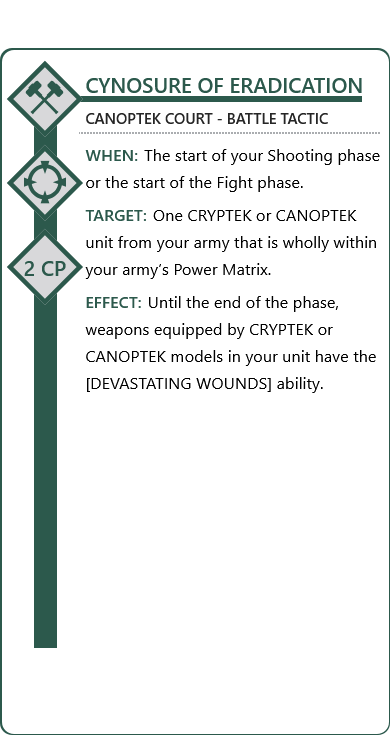 CYNOSURE OF ERADICATION
CANOPTEK COURT - BATTLE TACTIC
WHEN: The start of your Shooting phase
or the start of the Fight phase.
TARGET: One CRYPTEK or CANOPTEK
unit from your army that is wholly within
your army’s Power Matrix.
2 CP
EFFECT: Until the end of the phase,
weapons equipped by CRYPTEK or
CANOPTEK models in your unit have the
[DEVASTATING WOUNDS] ability.